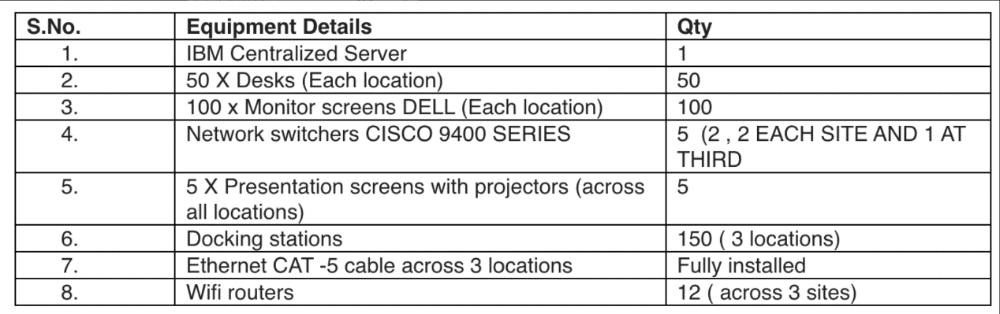 S.No. Equipment Details Qty
1. IBM Centralized Server 1
2. 50 X Desks (Each location) 50
3. 100 x Monitor screens DELL (Each location) 100
4. Network switchers CISCO 9400 SERIES 5 (2 , 2 EACH SITE AND 1 AT
THIRD
5. 5 X Presentation screens with projectors (across 5
all locations)
6. Docking stations 150 ( 3 locations)
7. Ethernet CAT -5 cable across 3 locations Fully installed
8. Wifi routers 12 ( across 3 sites)